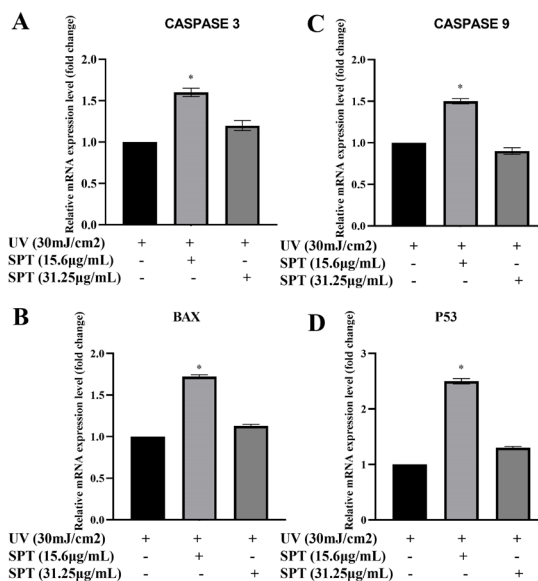 A
CASPASE 3
Relative mRNA expression level (fold change)
2.0
1.5
1.0
0.5
0.0
*
UV (30mJ/cm2) + + +
SPT (15.6μg/mL) - + -
SPT (31.25μg/mL) - - +
C
CASPASE 9
Relative mRNA expression level (fold change)
2.0
1.5
1.0
0.5
0.0
*
UV (30mJ/cm2) + + +
SPT (15.6μg/mL) - + -
SPT (31.25μg/mL) - - +
B
BAX
Relative mRNA expression level (fold change)
2.0
1.5
1.0
0.5
0.0
*
UV (30mJ/cm2) + + +
SPT (15.6μg/mL) - + -
SPT (31.25μg/mL) - - +
D
P53
Relative mRNA expression level (fold change)
3
2
1
0
*
UV (30mJ/cm2) + + +
SPT (15.6μg/mL) - + -
SPT (31.25μg/mL) - - +